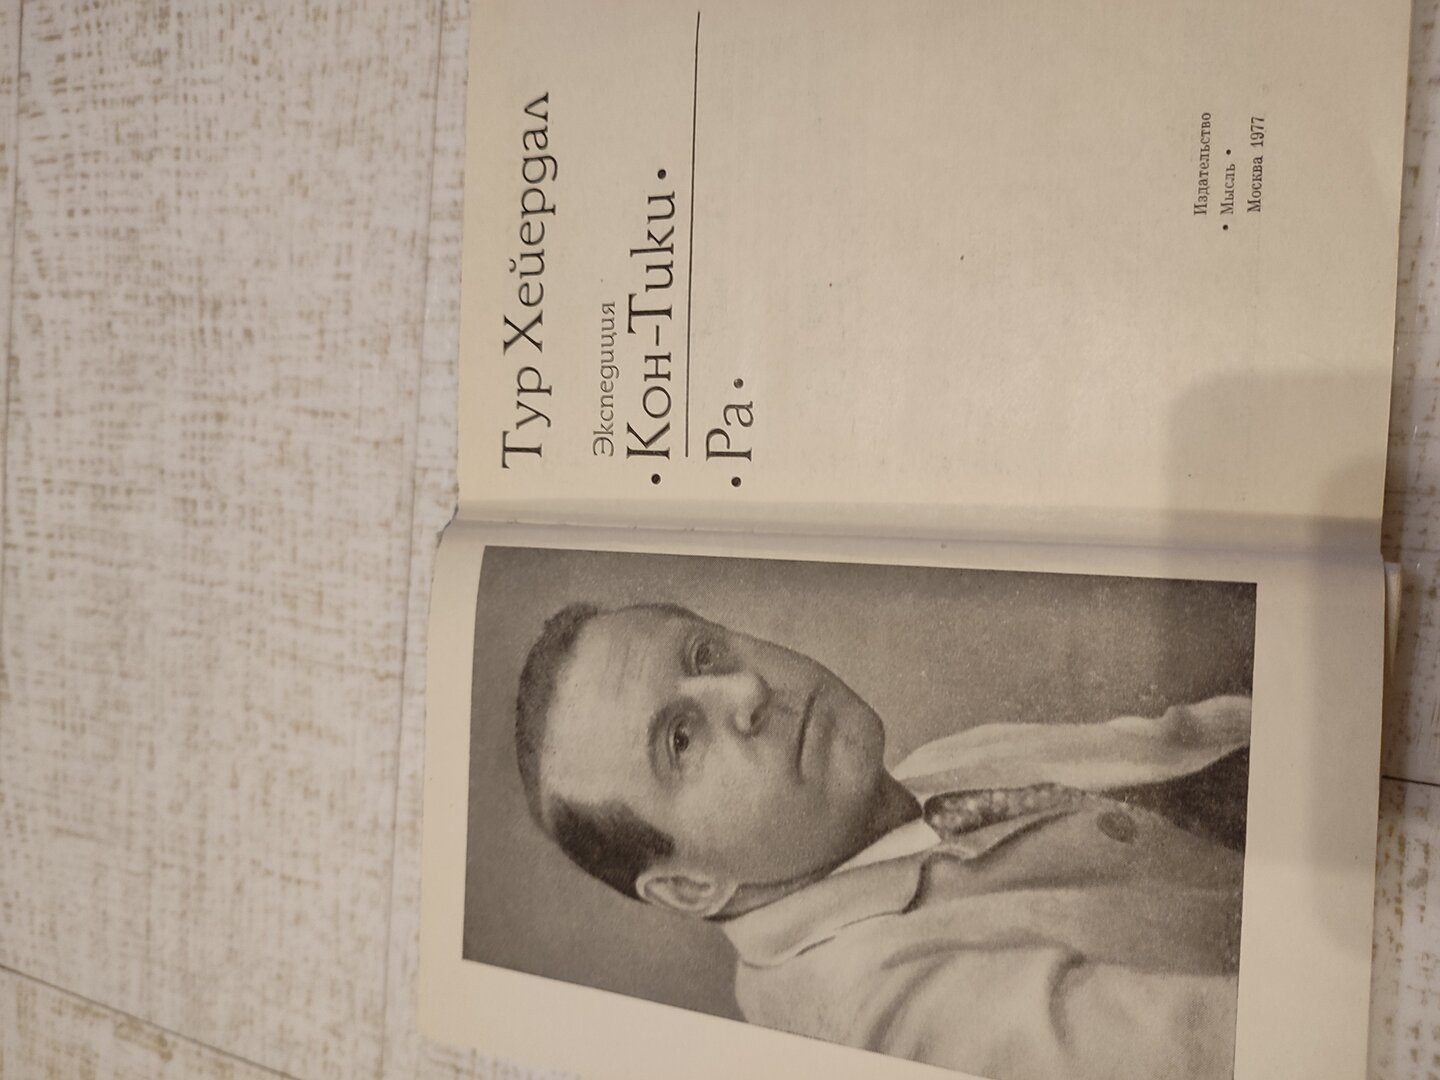 Тур Хейердал
Экспедиция
• Кон-Тики •
• Ра •
Издательство
• Мысль •
Москва 1977